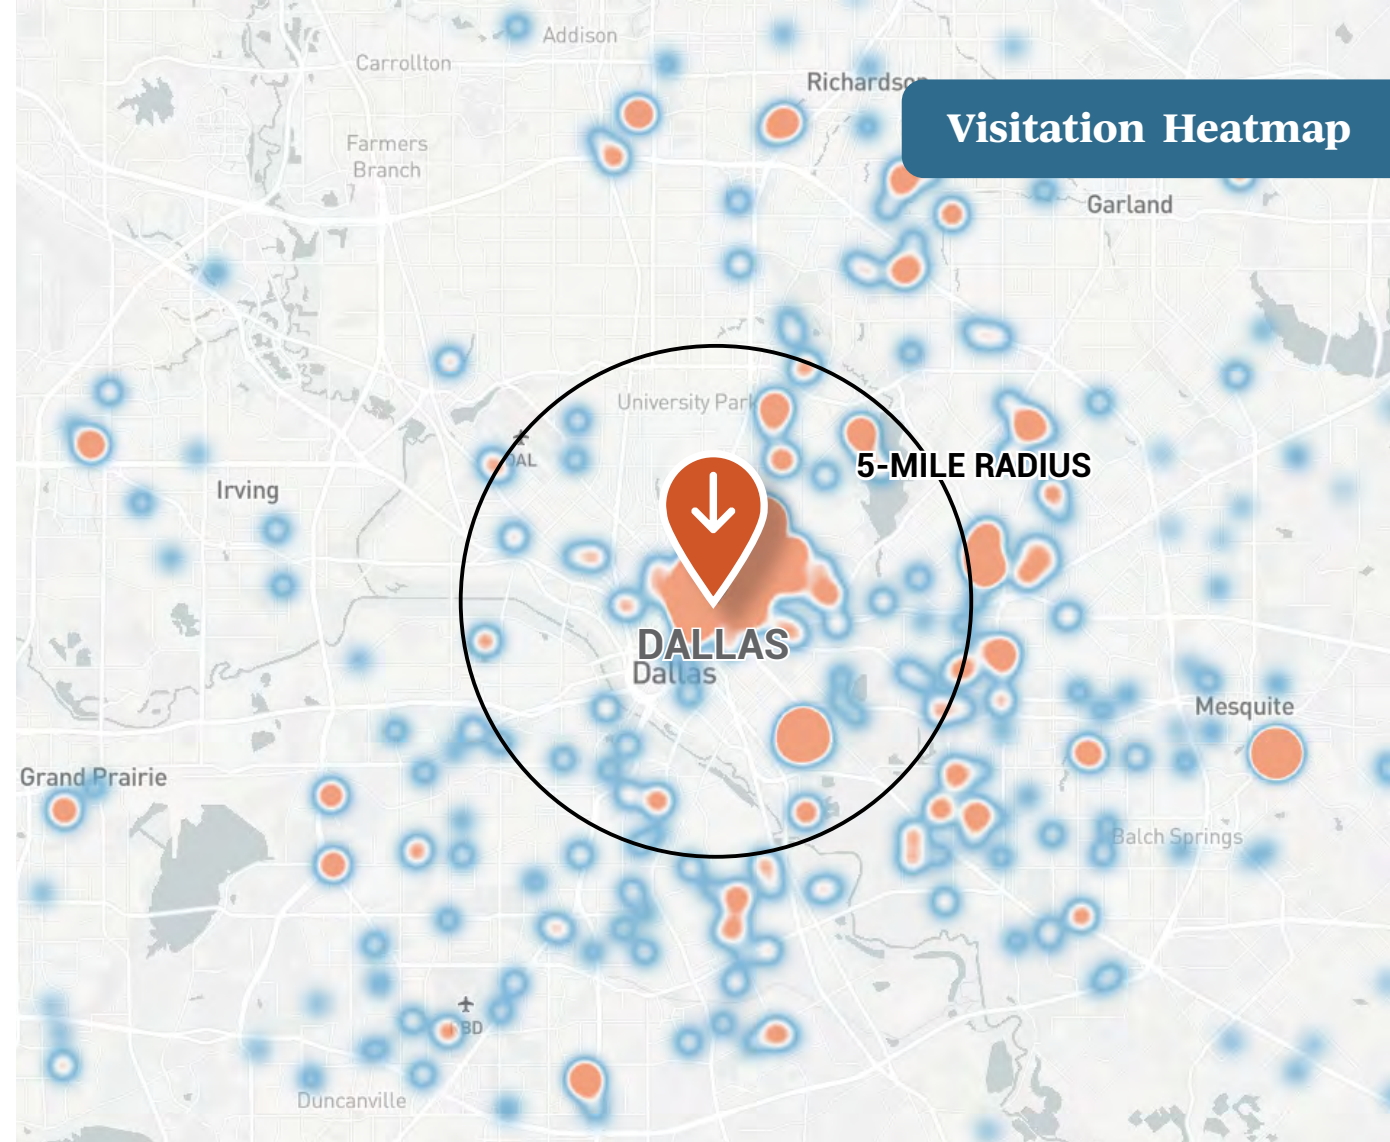 Addison
Carrollton
Richardson
Visitation Heatmap
Farmers
Branch
Garland
University Park
DAL
5-MILE RADIUS
Irving
DALLAS
Dallas
Mesquite
Grand Prairie
Balch Springs
RBD
Duncanville